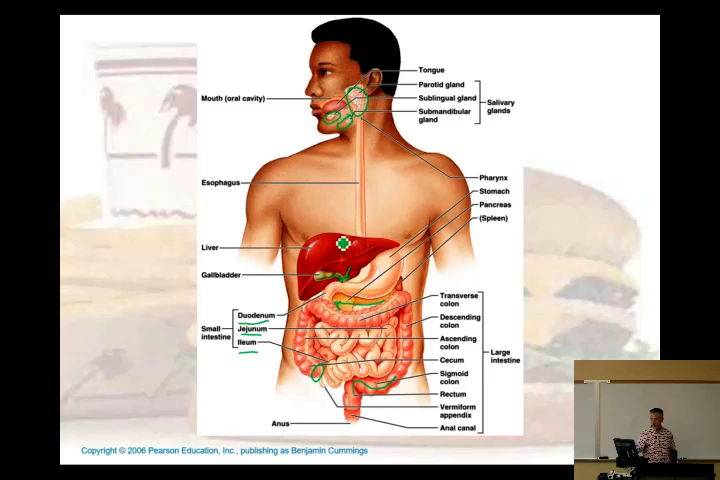 Tongue
Parotid gland
Mouth (oral cavity)
Sublingual gland
Submandibular
gland
Salivary
glands
Pharynx
Esophagus
Stomach
Pancreas
(Spleen)
Liver
Gallbladder
Duodenum
Jejunum
Ileum
Small
intestine
Transverse
colon
Descending
colon
Ascending
colon
Cecum
Sigmoid
colon
Rectum
Vermiform
appendix
Anal canal
Large
intestine
Anus
Copyright © 2006 Pearson Education, Inc., publishing as Benjamin Cummings